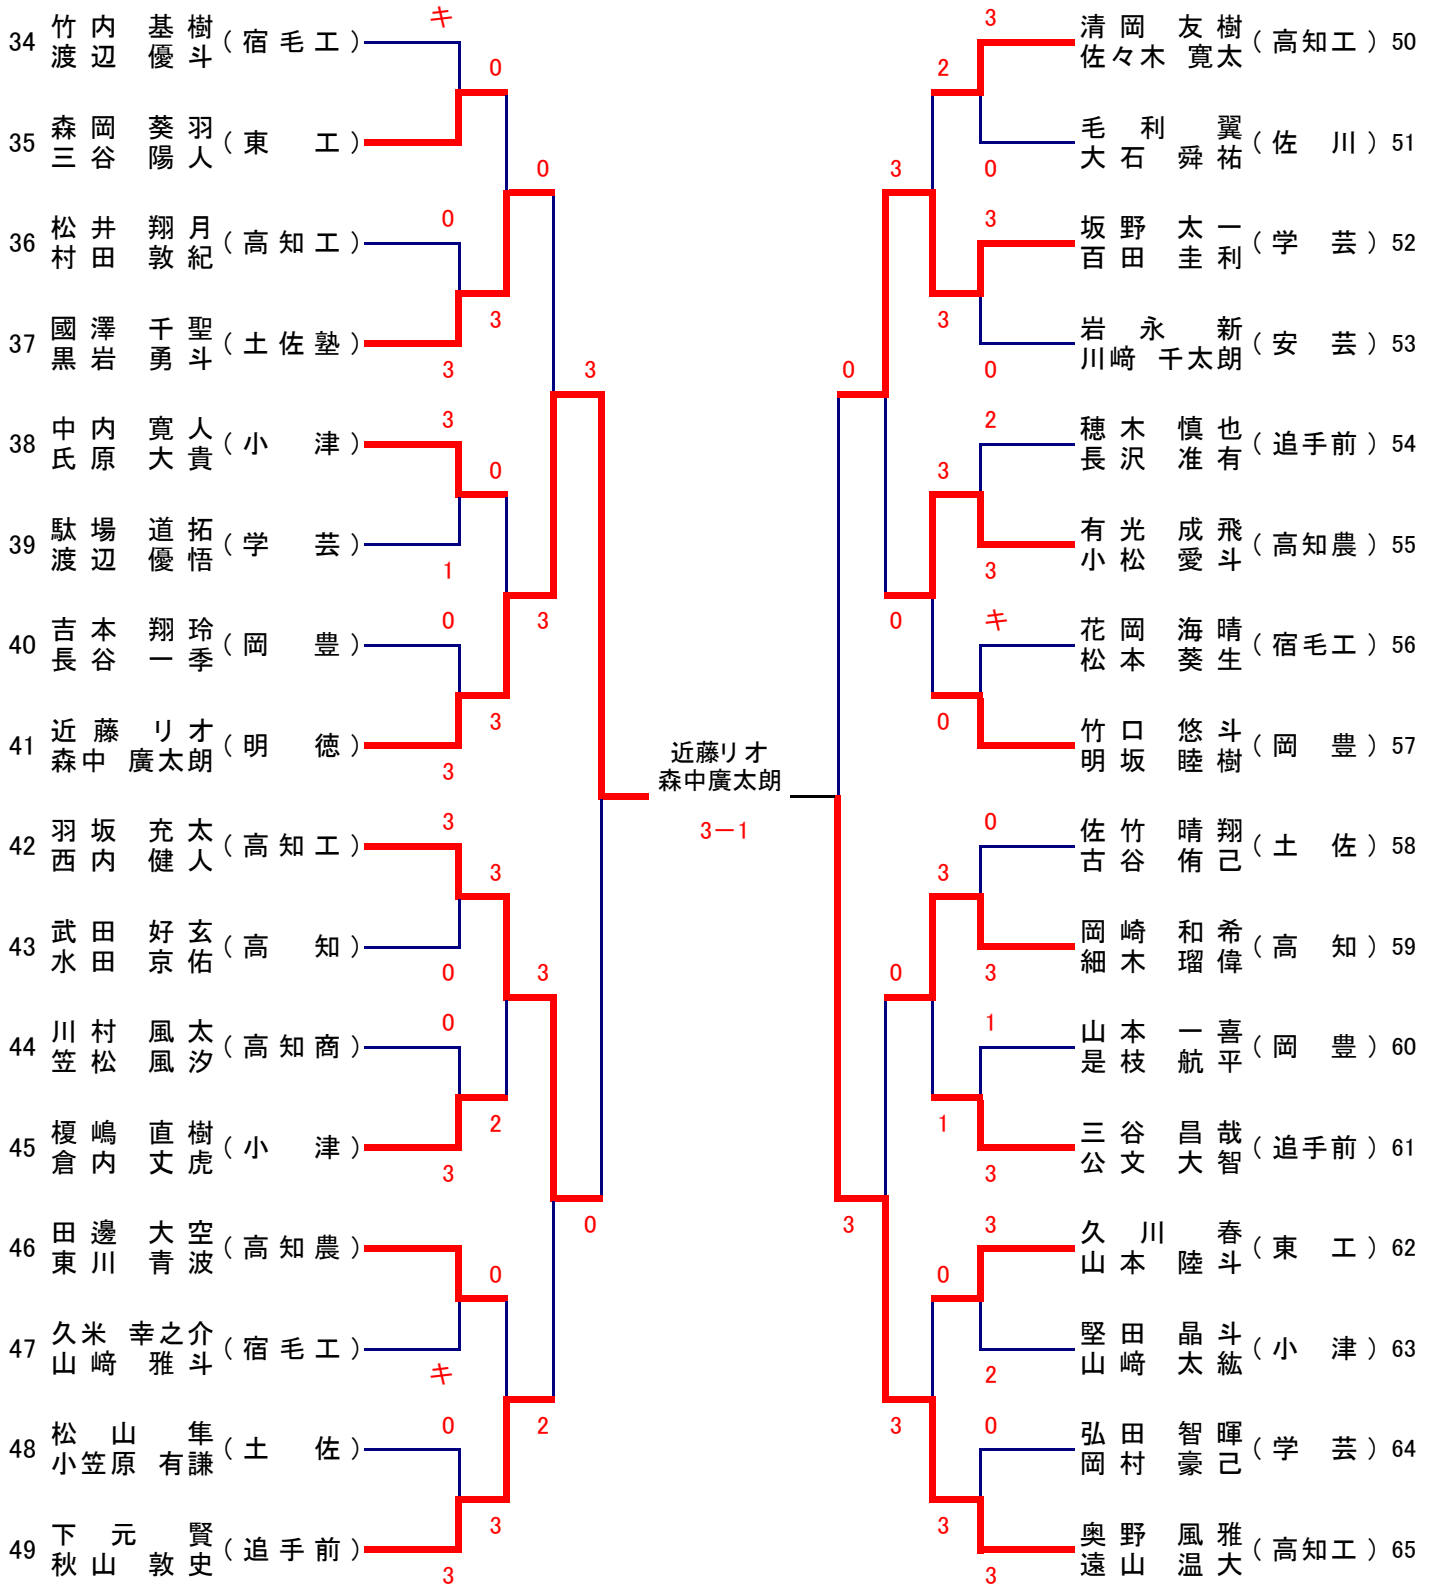 34 竹内 基樹 渡辺 優斗 (宿毛工) キ
0
35 森岡 葵羽 三谷 陽人 (東 工)
0
36 松井 翔月 村田 敦紀 (高知工) 0
3
37 國澤 千聖 黒岩 勇斗 (土佐塾) 3
3
38 中内 寛人 氏原 大貴 (小 津) 3
0
39 駄場 道拓 渡辺 優悟 (学 芸) 1
3
40 吉本 翔玲 長谷 一季 (岡 豊) 0
3
41 近藤 リオ 森中 廣太朗 (明 徳) 3
42 羽坂 充太 西内 健人 (高知工) 3
3
43 武田 好玄 水田 京佑 (高 知) 0
3
44 川村 風太 笠松 風汐 (高知商) 0
2
45 榎嶋 直樹 倉内 丈虎 (小 津) 3
0
46 田邊 大空 東川 青波 (高知農)
0
47 久米 幸之介 山﨑 雅斗 (宿毛工) キ
2
48 松山 隼 小笠原 有謙 (土 佐) 0
3
49 下元 賢 秋山 敦史 (追手前) 3
近藤リオ
森中廣太朗
3－1
3 清岡 友樹 佐々木 寛太 (高知工) 50
2
0 毛利 翼 大石 舜祐 (佐 川) 51
3
3 坂野 太一 百田 圭利 (学 芸) 52
3
0 岩永 新 川﨑 千太朗 (安 芸) 53
0
2 穂木 慎也 長沢 准有 (追手前) 54
3
3 有光 成飛 小松 愛斗 (高知農) 55
0
キ 花岡 海晴 松本 葵生 (宿毛工) 56
0
竹口 悠斗 明坂 睦樹 (岡 豊) 57
0 佐竹 晴翔 古谷 侑己 (土 佐) 58
3
3 岡崎 和希 細木 瑠偉 (高 知) 59
0
1 山本 一喜 是枝 航平 (岡 豊) 60
1
3 三谷 昌哉 公文 大智 (追手前) 61
3
3 久川 春 山本 陸斗 (東 工) 62
0
2 堅田 晶斗 山﨑 太紘 (小 津) 63
3
0 弘田 智暉 岡村 豪己 (学 芸) 64
3
3 奥野 風雅 遠山 温大 (高知工) 65